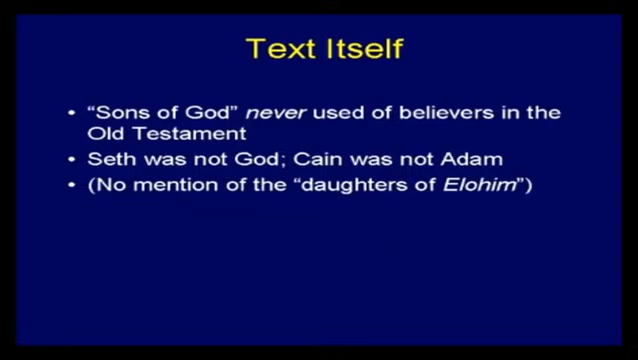 Text Itself
• “Sons of God” never used of believers in the
Old Testament
• Seth was not God; Cain was not Adam
• (No mention of the “daughters of Elohim”)